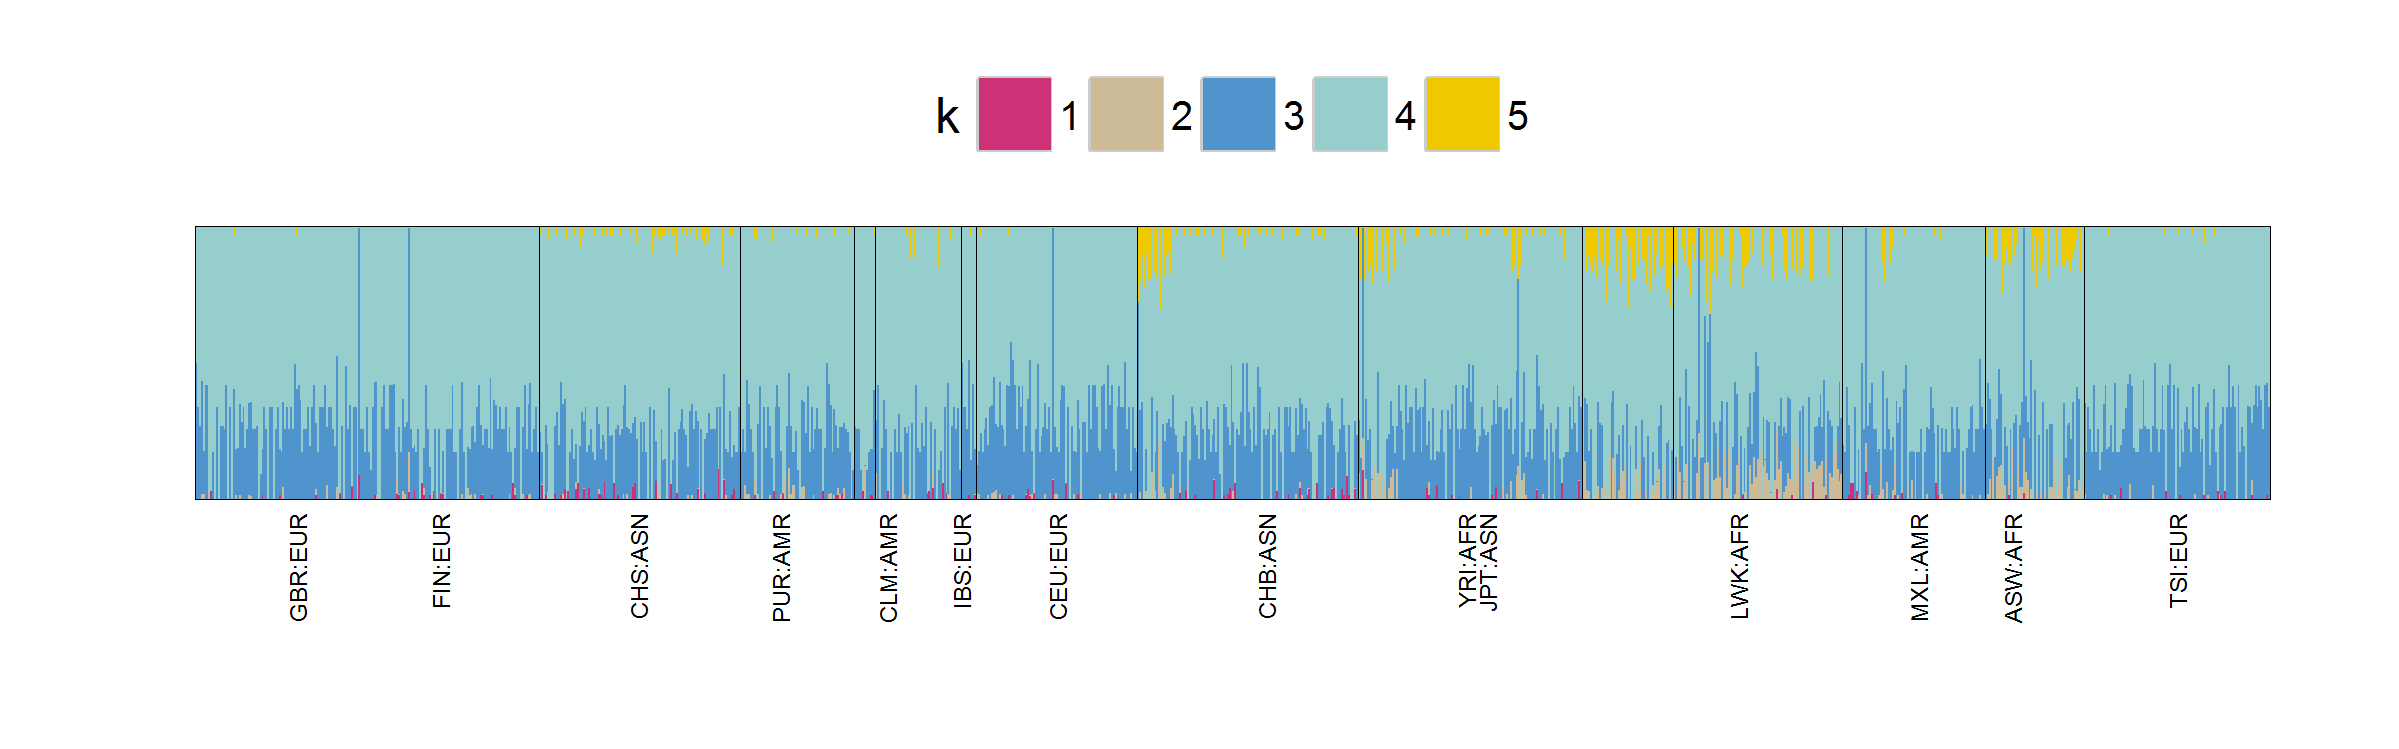 k 1 2 3 4 5
GBR:EUR
FIN:EUR
CHS:ASN
PUR:AMR
CLM:AMR
IBS:EUR
CEU:EUR
CHB:ASN
YRI:AFR
JPT:ASN
LWK:AFR
MXL:AMR
ASW:AFR
TSI:EUR